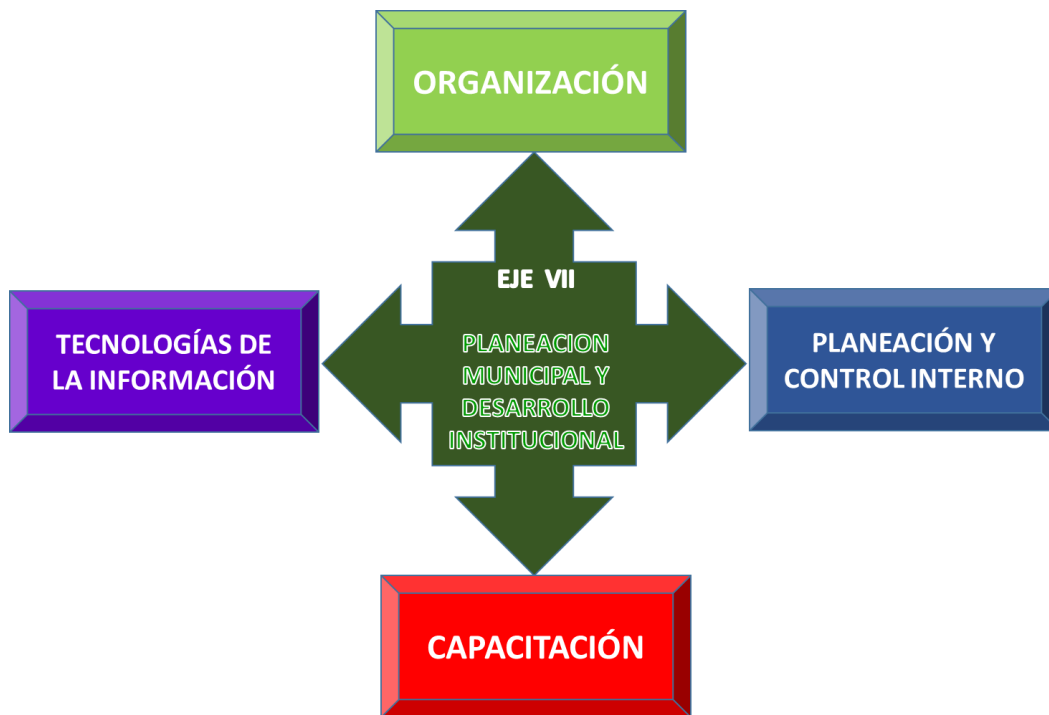 ORGANIZACIÓN
EJE VII
PLANEACION
MUNICIPAL Y
DESARROLLO
INSTITUCIONAL
TECNOLOGÍAS DE
LA INFORMACIÓN
PLANEACIÓN Y
CONTROL INTERNO
CAPACITACIÓN